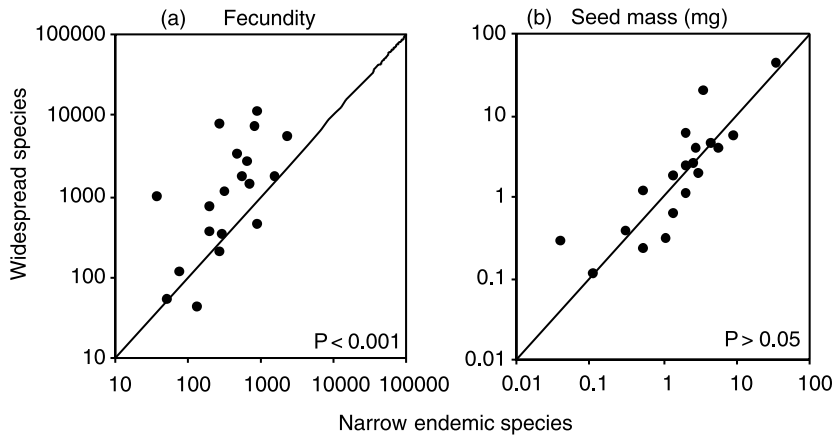 (a) Fecundity
(b) Seed mass (mg)
Widespread species
100000
10000
1000
100
10
P < 0.001
10 100 1000 10000 100000
100
10
1
0.1
0.01
P > 0.05
0.01 0.1 1 10 100
Narrow endemic species